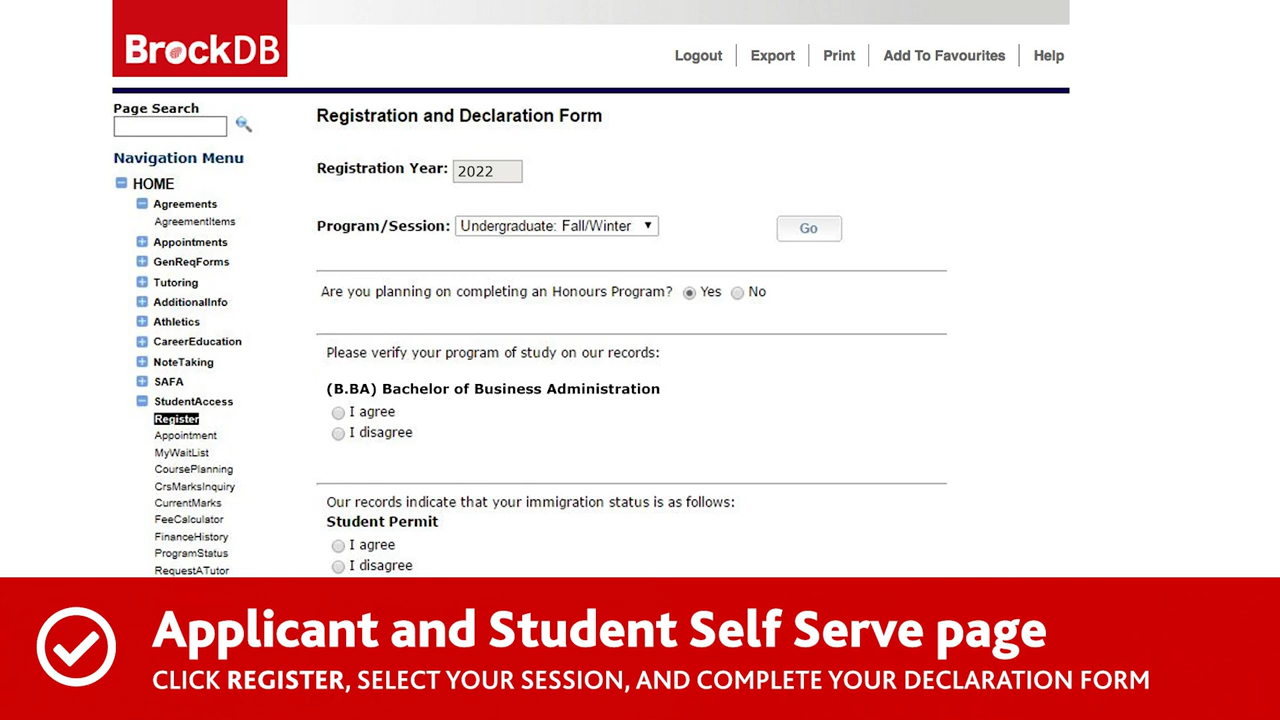 BrockDB
Logout
Export
Print
Add To Favourites
Help
Page Search
Navigation Menu
HOME
Agreements
AgreementItems
Appointments
GenReqForms
Tutoring
AdditionalInfo
Athletics
CareerEducation
NoteTaking
SAFA
StudentAccess
Register
Appointment
MyWaitList
CoursePlanning
CrsMarksInquiry
CurrentMarks
FeeCalculator
FinanceHistory
ProgramStatus
RequestATutor
Registration and Declaration Form
Registration Year: 2022
Program/Session: Undergraduate: Fall/Winter Go
Are you planning on completing an Honours Program? Yes No
Please verify your program of study on our records:
(B.BA) Bachelor of Business Administration
I agree
I disagree
Our records indicate that your immigration status is as follows:
Student Permit
I agree
I disagree
Applicant and Student Self Serve page
CLICK REGISTER, SELECT YOUR SESSION, AND COMPLETE YOUR DECLARATION FORM